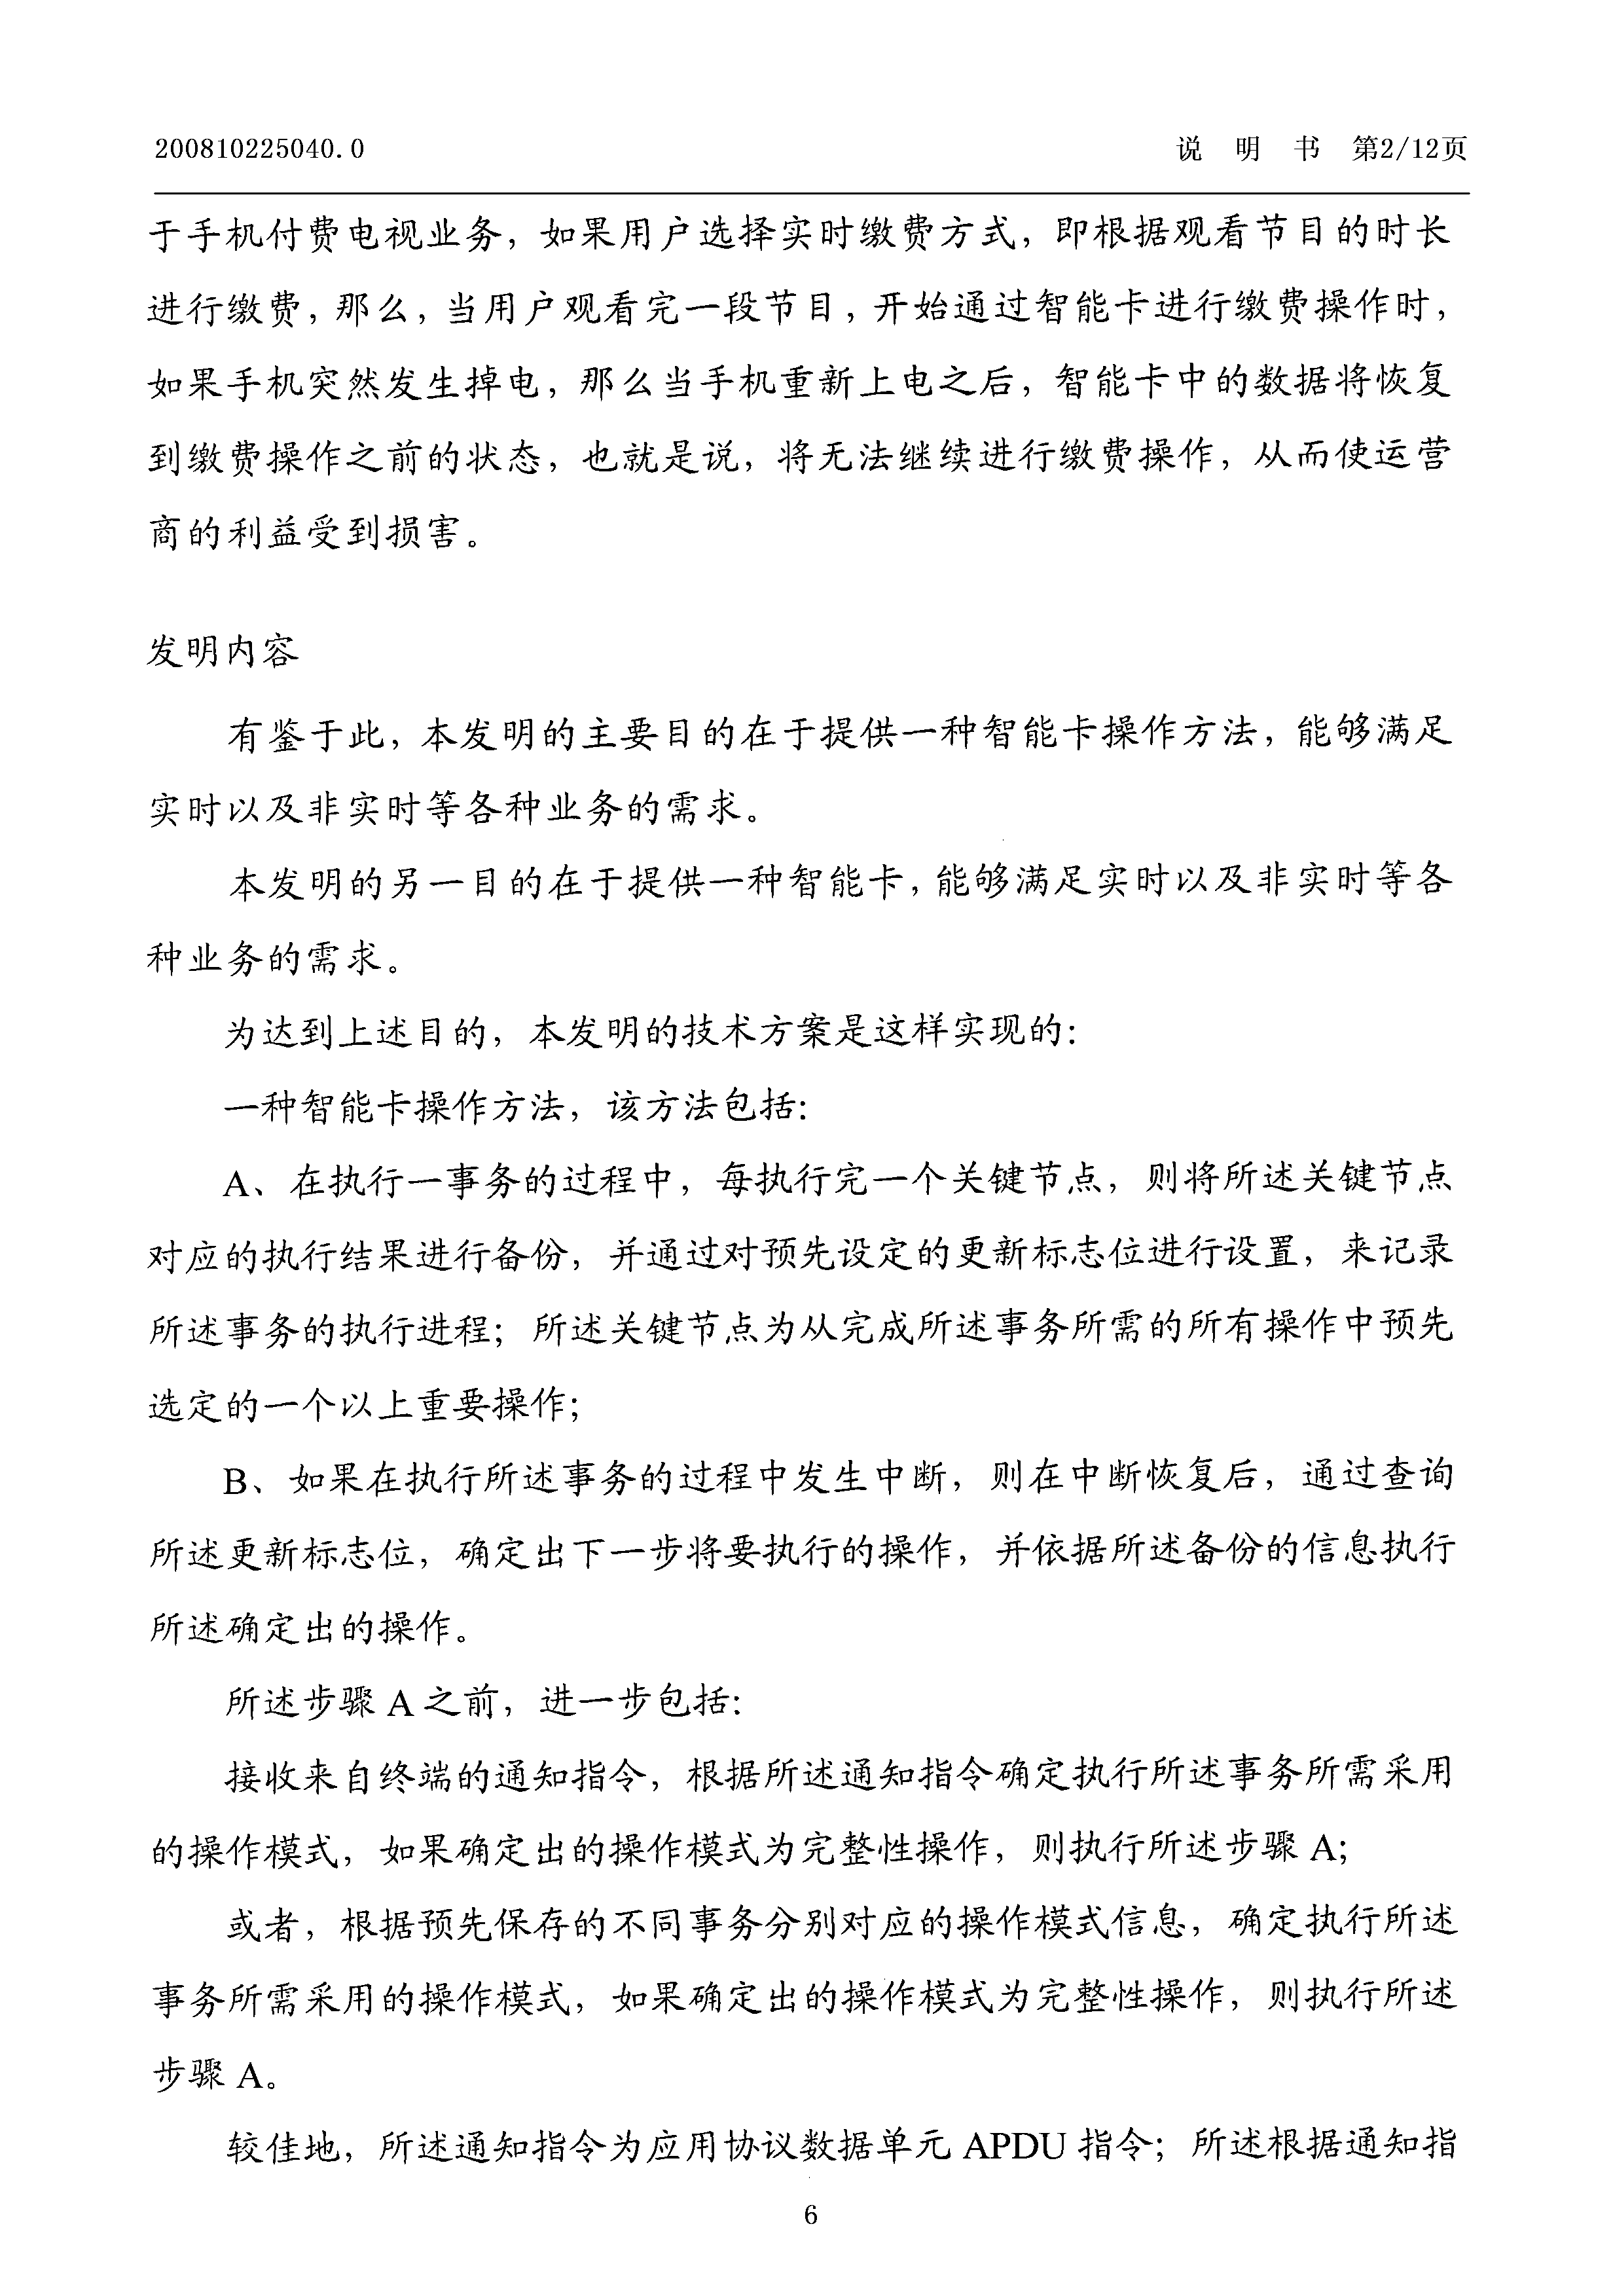 200810225040.0 说 明 书 第2/12页
于手机付费电视业务，如果用户选择实时缴费方式，即根据观看节目的时长
进行缴费，那么，当用户观看完一段节目，开始通过智能卡进行缴费操作时，
如果手机突然发生掉电，那么当手机重新上电之后，智能卡中的数据将恢复
到缴费操作之前的状态，也就是说，将无法继续进行缴费操作，从而使运营
商的利益受到损害。
发明内容
有鉴于此，本发明的主要目的在于提供一种智能卡操作方法，能够满足
实时以及非实时等各种业务的需求。
本发明的另一目的在于提供一种智能卡，能够满足实时以及非实时等各
种业务的需求。
为达到上述目的，本发明的技术方案是这样实现的：
一种智能卡操作方法，该方法包括：
A、在执行一事务的过程中，每执行完一个关键节点，则将所述关键节点
对应的执行结果进行备份，并通过对预先设定的更新标志位进行设置，来记录
所述事务的执行进程；所述关键节点为从完成所述事务所需的所有操作中预先
选定的一个以上重要操作；
B、如果在执行所述事务的过程中发生中断，则在中断恢复后，通过查询
所述更新标志位，确定出下一步将要执行的操作，并依据所述备份的信息执行
所述确定出的操作。
所述步骤 A 之前，进一步包括：
接收来自终端的通知指令，根据所述通知指令确定执行所述事务所需采用
的操作模式，如果确定出的操作模式为完整性操作，则执行所述步骤 A；
或者，根据预先保存的不同事务分别对应的操作模式信息，确定执行所述
事务所需采用的操作模式，如果确定出的操作模式为完整性操作，则执行所述
步骤 A。
较佳地，所述通知指令为应用协议数据单元 APDU 指令；所述根据通知指
6